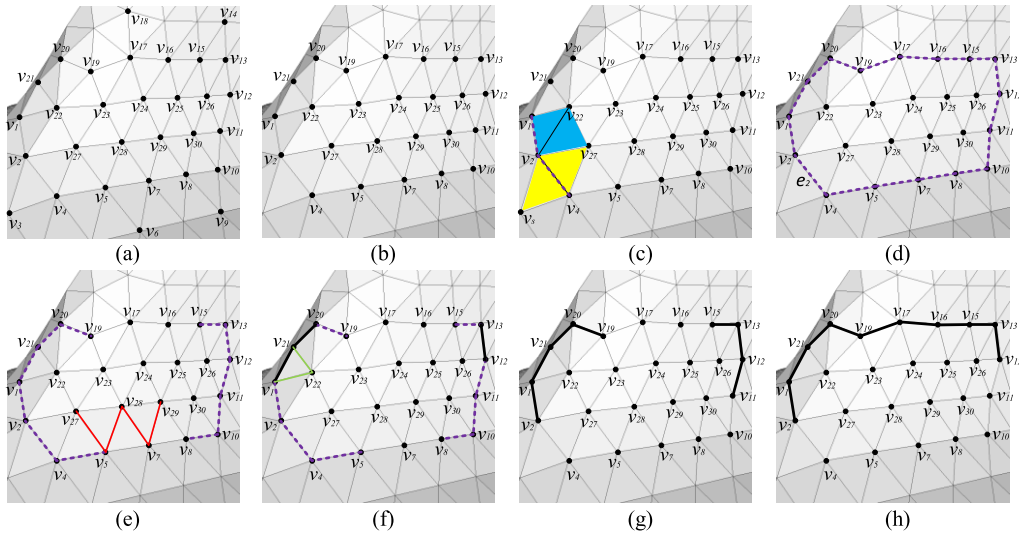 v18 v14
v20 v17 v16 v15
v19 v13
v21
v24 v25 v26 v12
v1 v22 v23
v11
v2 v27 v28 v29 v30
v10
v3 v4 v5 v7 v8
v6 v9
(a)
v20 v17 v16 v15
v19 v13
v21
v24 v25 v26 v12
v1 v22 v23
v11
v2 v27 v28 v29 v30
v10
v4 v5 v7 v8
(b)
v20 v17 v16 v15
v19 v13
v21
v24 v25 v26 v12
v1 v22 v23
v11
v2 v27 v28 v29 v30
v10
v4 v5 v7 v8
(c)
v20 v17 v16 v15
v19 v13
v21
v24 v25 v26 v12
v1 v22 v23
v11
v2 v27 v28 v29 v30
e2 v10
v4 v5 v7 v8
(d)
v20 v17 v16 v15
v19 v13
v21
v24 v25 v26 v12
v1 v22 v23
v11
v2 v27 v28 v29 v30
v10
v4 v5 v7 v8
(e)
v20 v17 v16 v15
v19 v13
v21
v24 v25 v26 v12
v1 v22 v23
v11
v2 v27 v28 v29 v30
v10
v4 v5 v7 v8
(f)
v20 v17 v16 v15
v19 v13
v21
v24 v25 v26 v12
v1 v22 v23
v11
v2 v27 v28 v29 v30
v10
v4 v5 v7 v8
(g)
v20 v17 v16 v15
v19 v13
v21
v24 v25 v26 v12
v1 v22 v23
v11
v2 v27 v28 v29 v30
v10
v4 v5 v7 v8
(h)